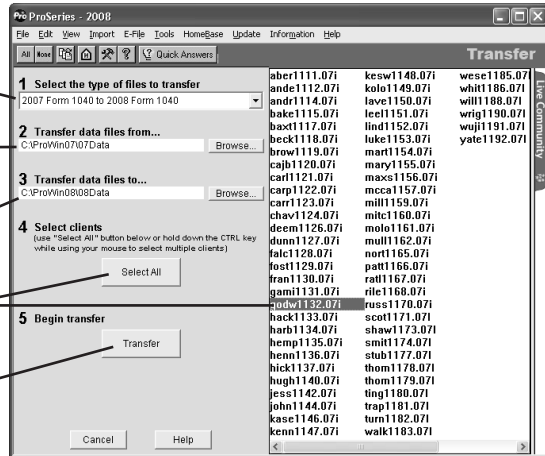 ProSeries - 2008
File Edit View Import E-File Tools HomeBase Update Information Help
All None Quick Answers Transfer
1 Select the type of files to transfer
2007 Form 1040 to 2008 Form 1040
2 Transfer data files from...
C:\ProWin07\07Data Browse...
3 Transfer data files to...
C:\ProWin08\08Data Browse...
4 Select clients
(use "Select All" button below or hold down the CTRL key
while using your mouse to select multiple clients)
Select All
5 Begin transfer
Transfer
Cancel Help
aber1111.07i
ande1112.07i
andr1114.07i
bake1115.07i
baxt1117.07i
beck1118.07i
brow1119.07i
cajb1120.07i
carl1121.07i
carp1122.07i
carr1123.07i
chav1124.07i
deem1126.07i
dunn1127.07i
falc1128.07i
fost1129.07i
fran1130.07i
gami1131.07i
godw1132.07i
hack1133.07i
harb1134.07i
hemp1135.07i
henn1136.07i
hick1137.07i
hugh1140.07i
jess1142.07i
john1144.07i
kase1146.07i
kenn1147.07i
kesw1148.07i
kolo1149.07i
lave1150.07i
leel1151.07i
lind1152.07i
luke1153.07i
mart1154.07i
mary1155.07i
maxs1156.07i
mcca1157.07i
mill1159.07i
mitc1160.07i
molo1161.07i
mull1162.07i
nort1165.07i
patt1166.07i
ratl1167.07i
rile1168.07i
russ1170.07i
scot1171.07I
shaw1173.07I
smit1174.07I
stub1177.07I
thom1178.07I
thom1179.07I
ting1180.07I
trap1181.07I
turn1182.07I
walk1183.07I
wese1185.07I
whit1186.07I
will1188.07I
wrig1190.07I
wuji1191.07I
yate1192.07I
Live Community